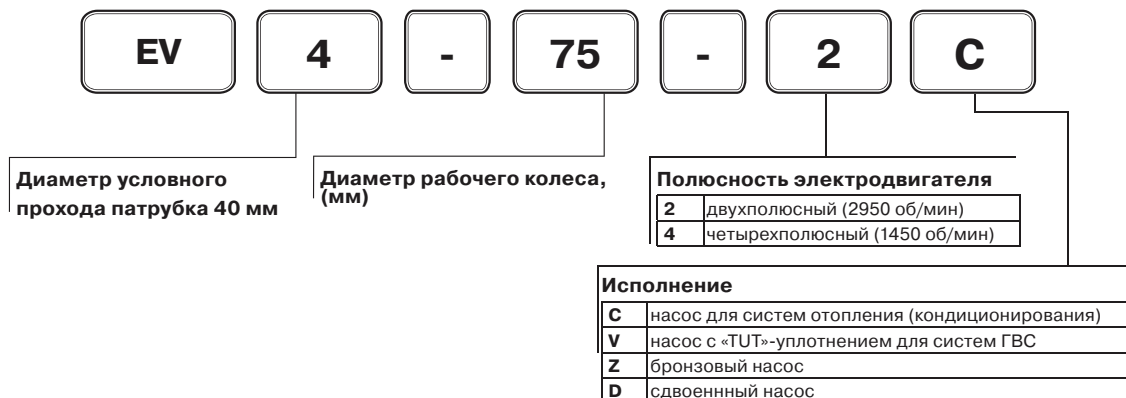 EV 4 - 75 - 2 C
Диаметр условного
прохода патрубка 40 мм
Диаметр рабочего колеса,
(мм)
Полюсность электродвигателя
2 двухполюсный (2950 об/мин)
4 четырехполюсный (1450 об/мин)
Исполнение
C насос для систем отопления (кондиционирования)
V насос с «TUT»-уплотнением для систем ГВС
Z бронзовый насос
D сдвоеннный насос